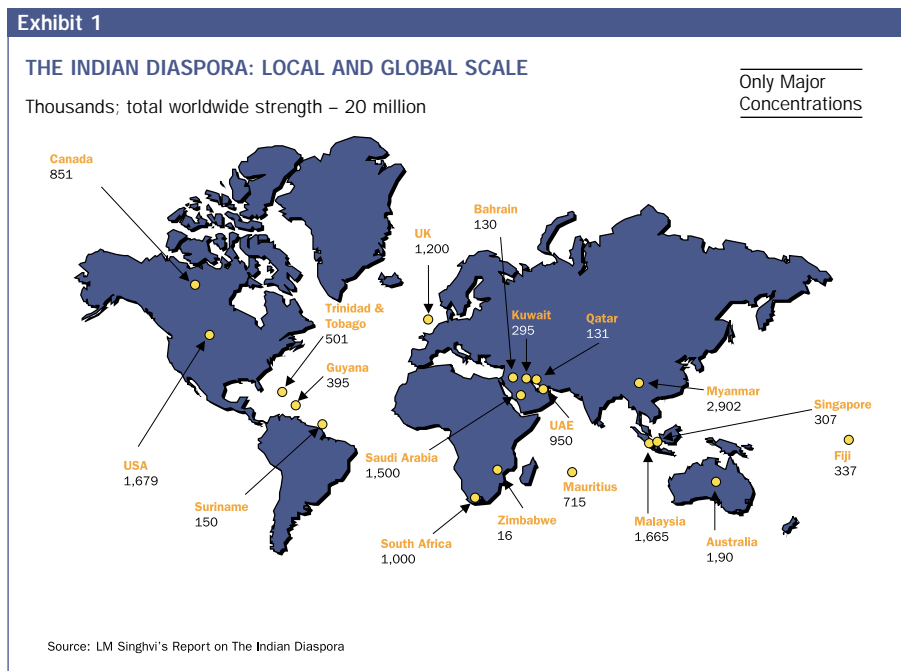 Exhibit 1
THE INDIAN DIASPORA: LOCAL AND GLOBAL SCALE
Thousands; total worldwide strength – 20 million
Only Major
Concentrations
Canada
851
UK
1,200
Bahrain
130
Trinidad &
Tobago
501
Kuwait
295
Qatar
131
Guyana
395
Myanmar
2,902
Singapore
307
USA
1,679
Suriname
150
Saudi Arabia
1,500
UAE
950
Mauritius
715
Fiji
337
South Africa
1,000
Zimbabwe
16
Malaysia
1,665
Australia
1,90
Source: LM Singhvi's Report on The Indian Diaspora